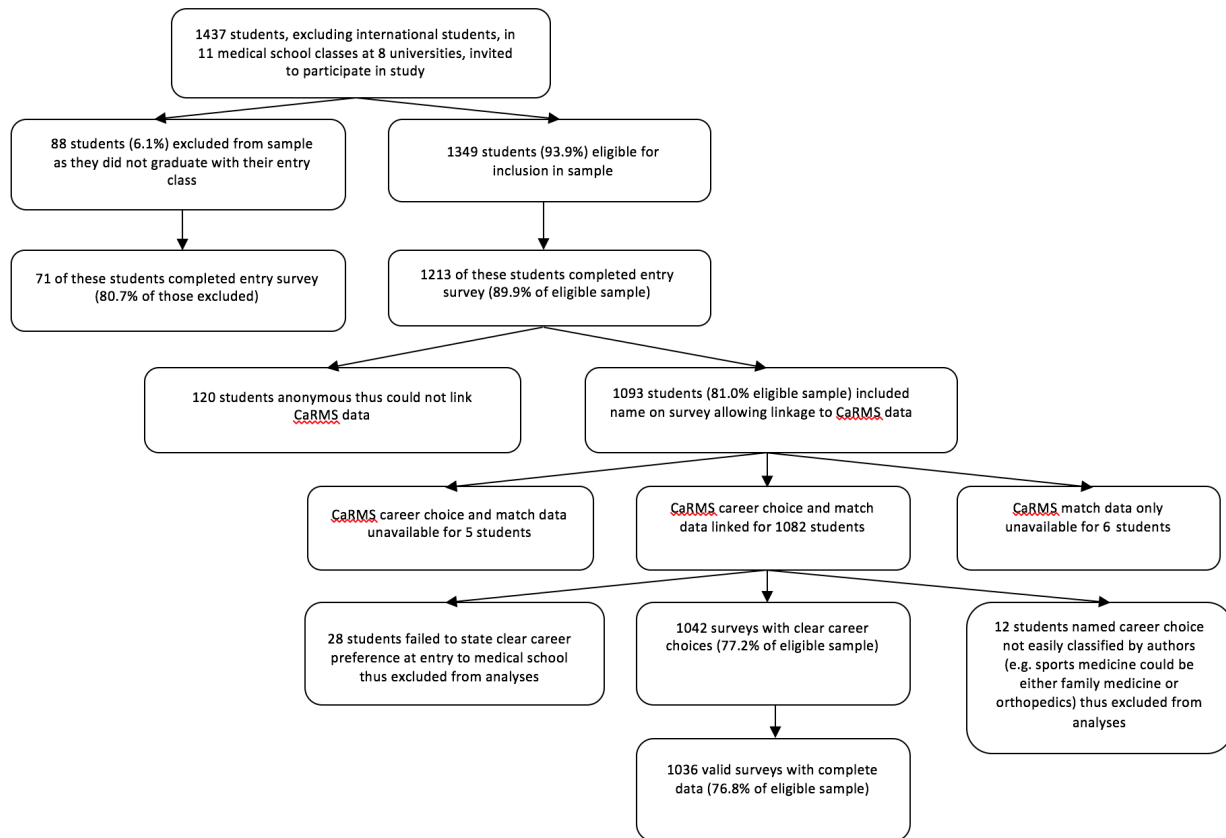 1437 students, excluding international students, in
11 medical school classes at 8 universities, invited
to participate in study
88 students (6.1%) excluded from sample
as they did not graduate with their entry
class
1349 students (93.9%) eligible for
inclusion in sample
71 of these students completed entry survey
(80.7% of those excluded)
1213 of these students completed entry
survey (89.9% of eligible sample)
120 students anonymous thus could not link
CaRMS data
1093 students (81.0% eligible sample) included
name on survey allowing linkage to CaRMS data
CaRMS career choice and match data
unavailable for 5 students
CaRMS career choice and match
data linked for 1082 students
CaRMS match data only
unavailable for 6 students
28 students failed to state clear career
preference at entry to medical school
thus excluded from analyses
1042 surveys with clear career
choices (77.2% of eligible sample)
12 students named career choice
not easily classified by authors
(e.g. sports medicine could be
either family medicine or
orthopedics) thus excluded from
analyses
1036 valid surveys with complete
data (76.8% of eligible sample)